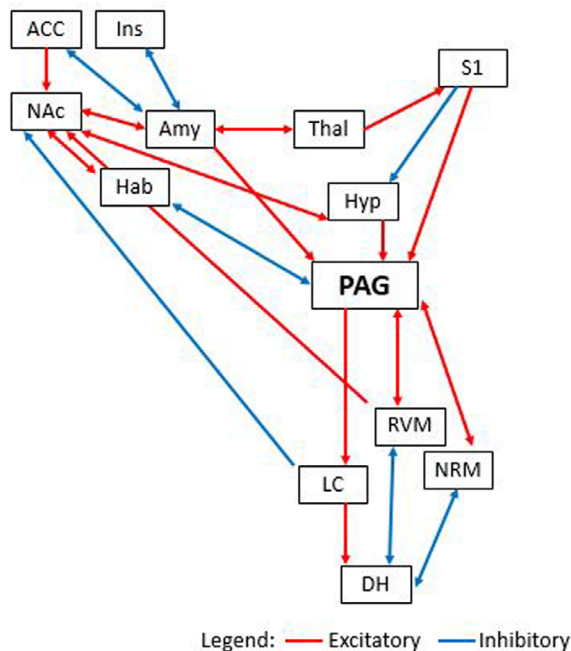 ACC Ins
S1
NAc
Amy Thal
Hab
Hyp
PAG
RVM
NRM
LC
DH
Legend: Excitatory Inhibitory